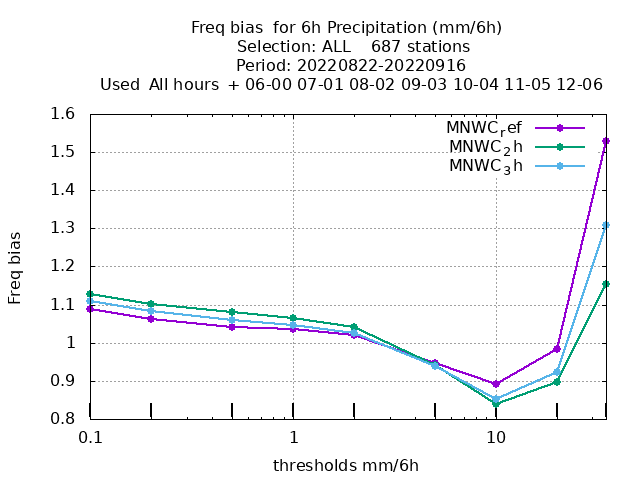 Freq bias  for 6h Precipitation (mm/6h)
Selection: ALL    687 stations
Period: 20220822-20220916
Used  All hours  + 06-00 07-01 08-02 09-03 10-04 11-05 12-06
MNWCref
MNWC2h
MNWC3h
1.6
1.5
1.4
1.3
1.2
1.1
1
0.9
0.8
Freq bias
0.1
1
10
thresholds mm/6h